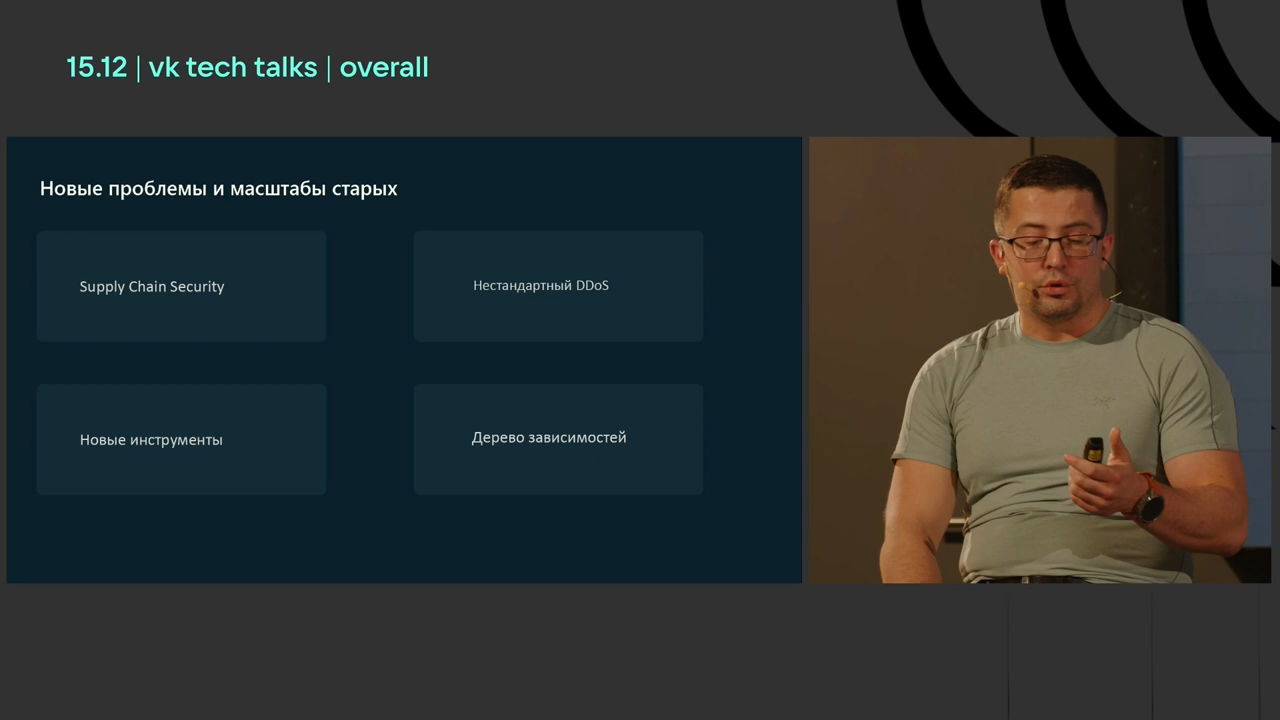 15.12 | vk tech talks | overall
Новые проблемы и масштабы старых
Supply Chain Security
Нестандартный DDoS
Новые инструменты
Дерево зависимостей